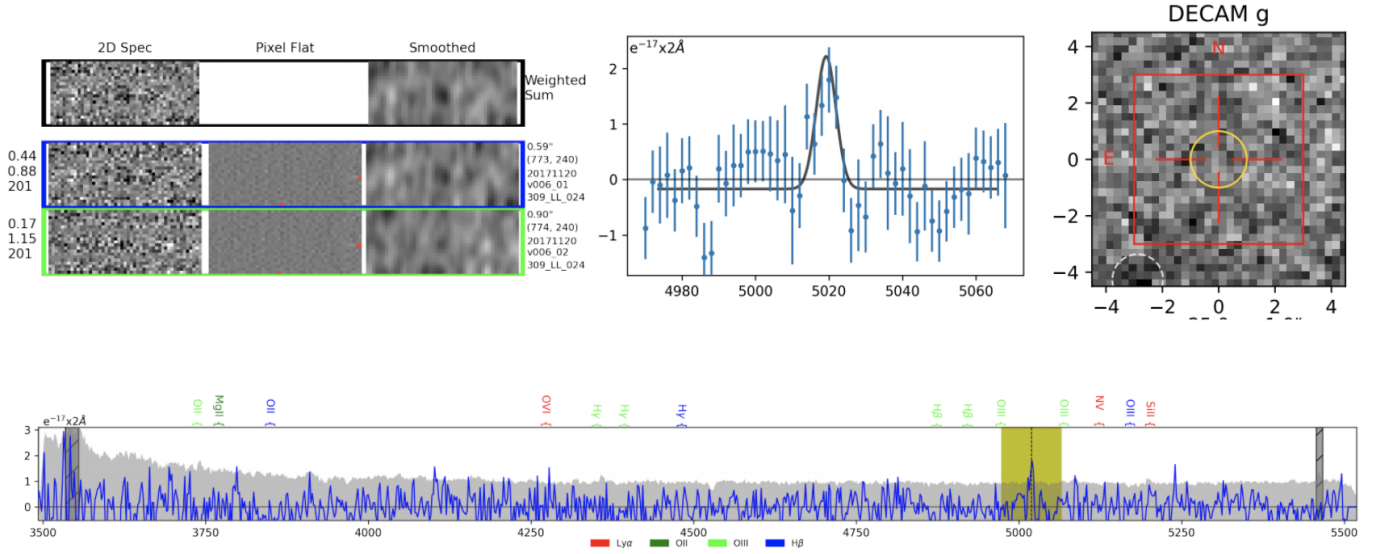 2D Spec Pixel Flat Smoothed
Weighted
Sum
0.44
0.88
201
0.59"
(773, 240)
20171120
v006_01
309_LL_024
0.17
1.15
201
0.90"
(774, 240)
20171120
v006_02
309_LL_024
e⁻¹⁷x2Å
2
1
0
−1
4980 5000 5020 5040 5060
DECAM g
N
E
4
2
0
−2
−4
−4 −2 0 2 4
OII MgII OII OVI Hγ Hγ Hγ Hβ Hβ OIII OIII NV OIII SiII
e⁻¹⁷x2Å
3
2
1
0
3500 3750 4000 4250 4500 4750 5000 5250 5500
Lyα OII OIII Hβ